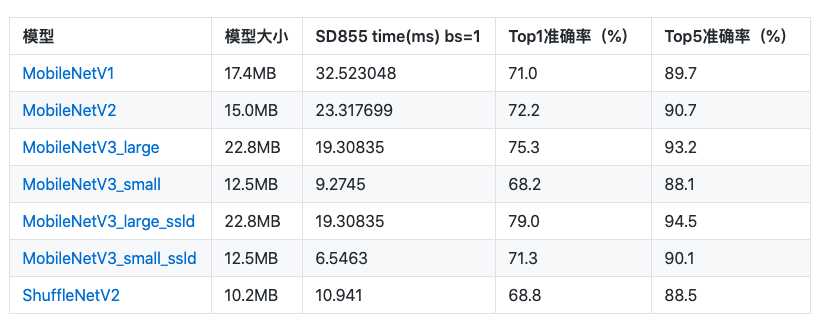 模型 模型大小 SD855 time(ms) bs=1 Top1准确率（%） Top5准确率（%）
MobileNetV1 17.4MB 32.523048 71.0 89.7
MobileNetV2 15.0MB 23.317699 72.2 90.7
MobileNetV3_large 22.8MB 19.30835 75.3 93.2
MobileNetV3_small 12.5MB 9.2745 68.2 88.1
MobileNetV3_large_ssld 22.8MB 19.30835 79.0 94.5
MobileNetV3_small_ssld 12.5MB 6.5463 71.3 90.1
ShuffleNetV2 10.2MB 10.941 68.8 88.5